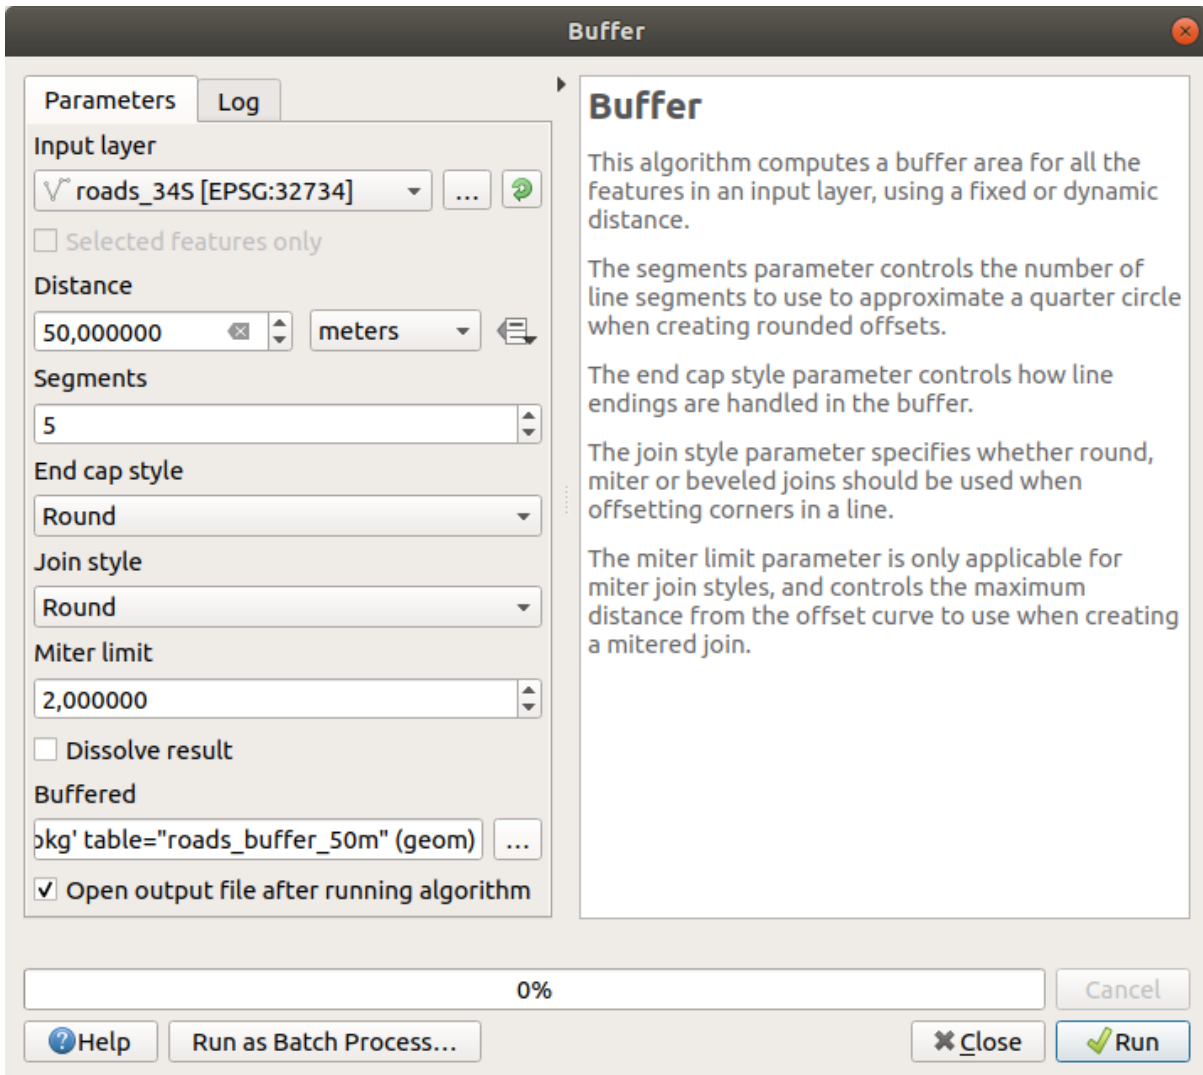 Buffer
Parameters
Log
Input layer
roads_34S [EPSG:32734]
...
Selected features only
Distance
50,000000
meters
Segments
5
End cap style
Round
Join style
Round
Miter limit
2,000000
Dissolve result
Buffered
pkg' table="roads_buffer_50m" (geom)
...
Open output file after running algorithm
Buffer
This algorithm computes a buffer area for all the
features in an input layer, using a fixed or dynamic
distance.
The segments parameter controls the number of
line segments to use to approximate a quarter circle
when creating rounded offsets.
The end cap style parameter controls how line
endings are handled in the buffer.
The join style parameter specifies whether round,
miter or beveled joins should be used when
offsetting corners in a line.
The miter limit parameter is only applicable for
miter join styles, and controls the maximum
distance from the offset curve to use when creating
a mitered join.
0%
Cancel
Help
Run as Batch Process...
Close
Run